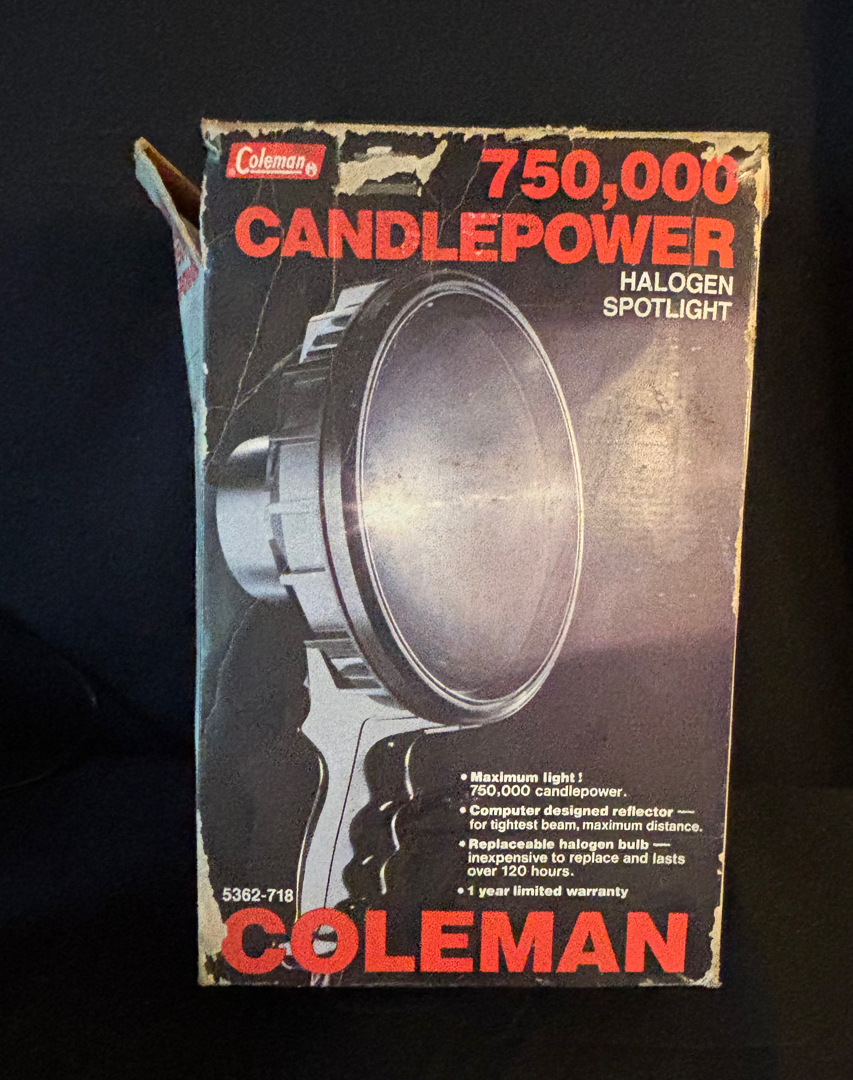 Coleman
750,000
CANDLEPOWER
HALOGEN
SPOTLIGHT
• Maximum light!
750,000 candlepower.
• Computer designed reflector —
for tightest beam, maximum distance.
• Replaceable halogen bulb —
inexpensive to replace and lasts
over 120 hours.
• 1 year limited warranty
5362-718
COLEMAN